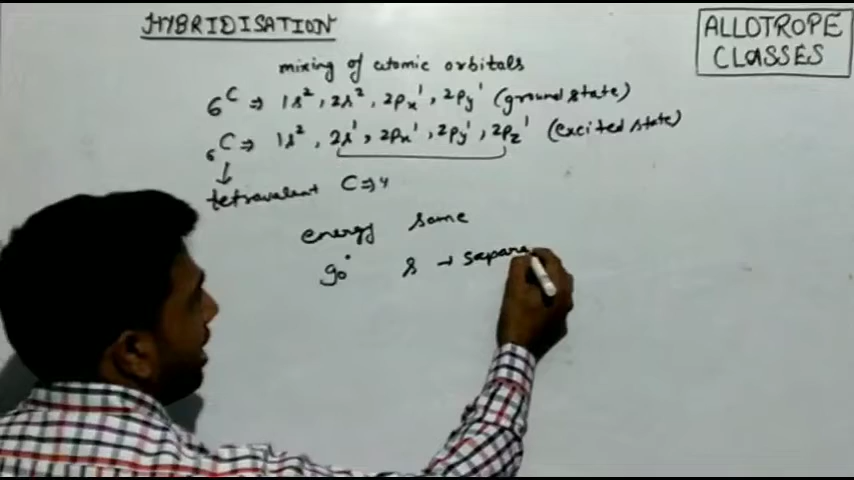 HYBRIDISATION
ALLOTROPE
CLASSES
mixing of atomic orbitals
₆C ⇒ 1s², 2s², 2px¹, 2py¹ (ground state)
₆C ⇒ 1s², 2s¹, 2px¹, 2py¹, 2pz¹ (excited state)
↓
tetravalent C⇒4
energy same
90° s → sapara